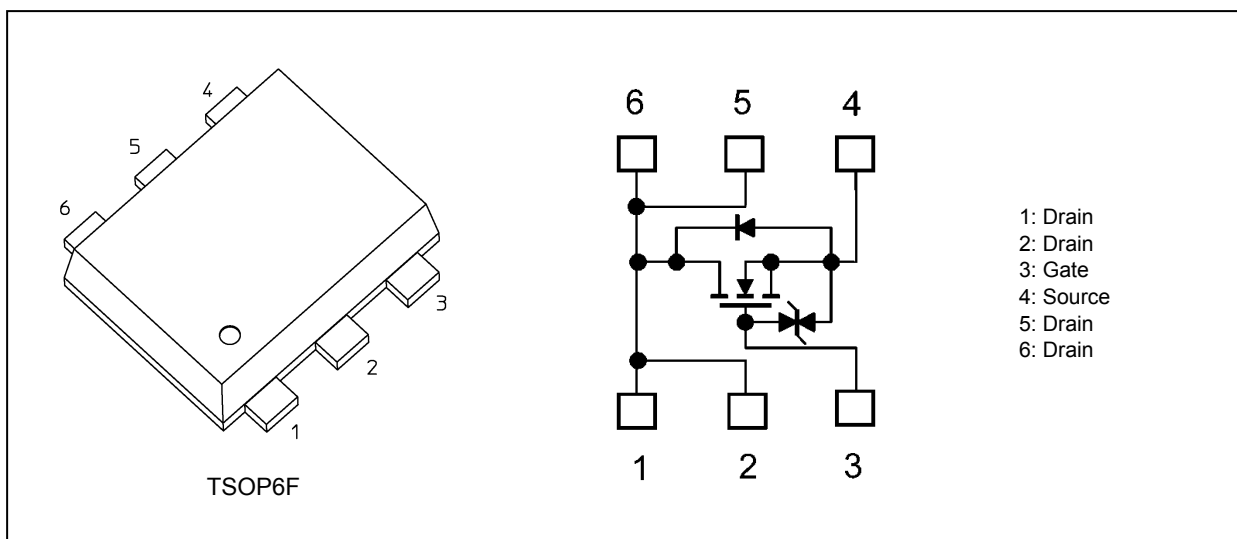 4
5
6
3
2
1
TSOP6F
6 5 4
1 2 3
1: Drain
2: Drain
3: Gate
4: Source
5: Drain
6: Drain